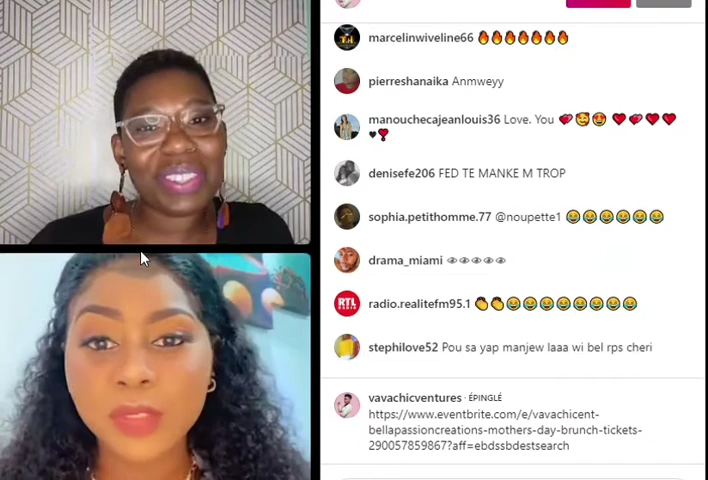 marcelinwiveline66 🔥🔥🔥🔥🔥🔥🔥
pierreshanaika Anmweyy
manouchecajeanlouis36 Love. You 💕🥰😍 ❤️💕❤️❤️
♥❣️
denisefe206 FED TE MANKE M TROP
sophia.petithomme.77 @noupette1 😂😂😂😂😂😂
drama_miami 👁👁👁👁👁
RTL
RADIO
radio.realitefm95.1 👏👏😂😂😂😂😂😂😂😂
stephilove52 Pou sa yap manjew laaa wi bel rps cheri
vavachicventures · ÉPINGLÉ
https://www.eventbrite.com/e/vavachicent-
bellapassioncreations-mothers-day-brunch-tickets-
290057859867?aff=ebdssbdestsearch